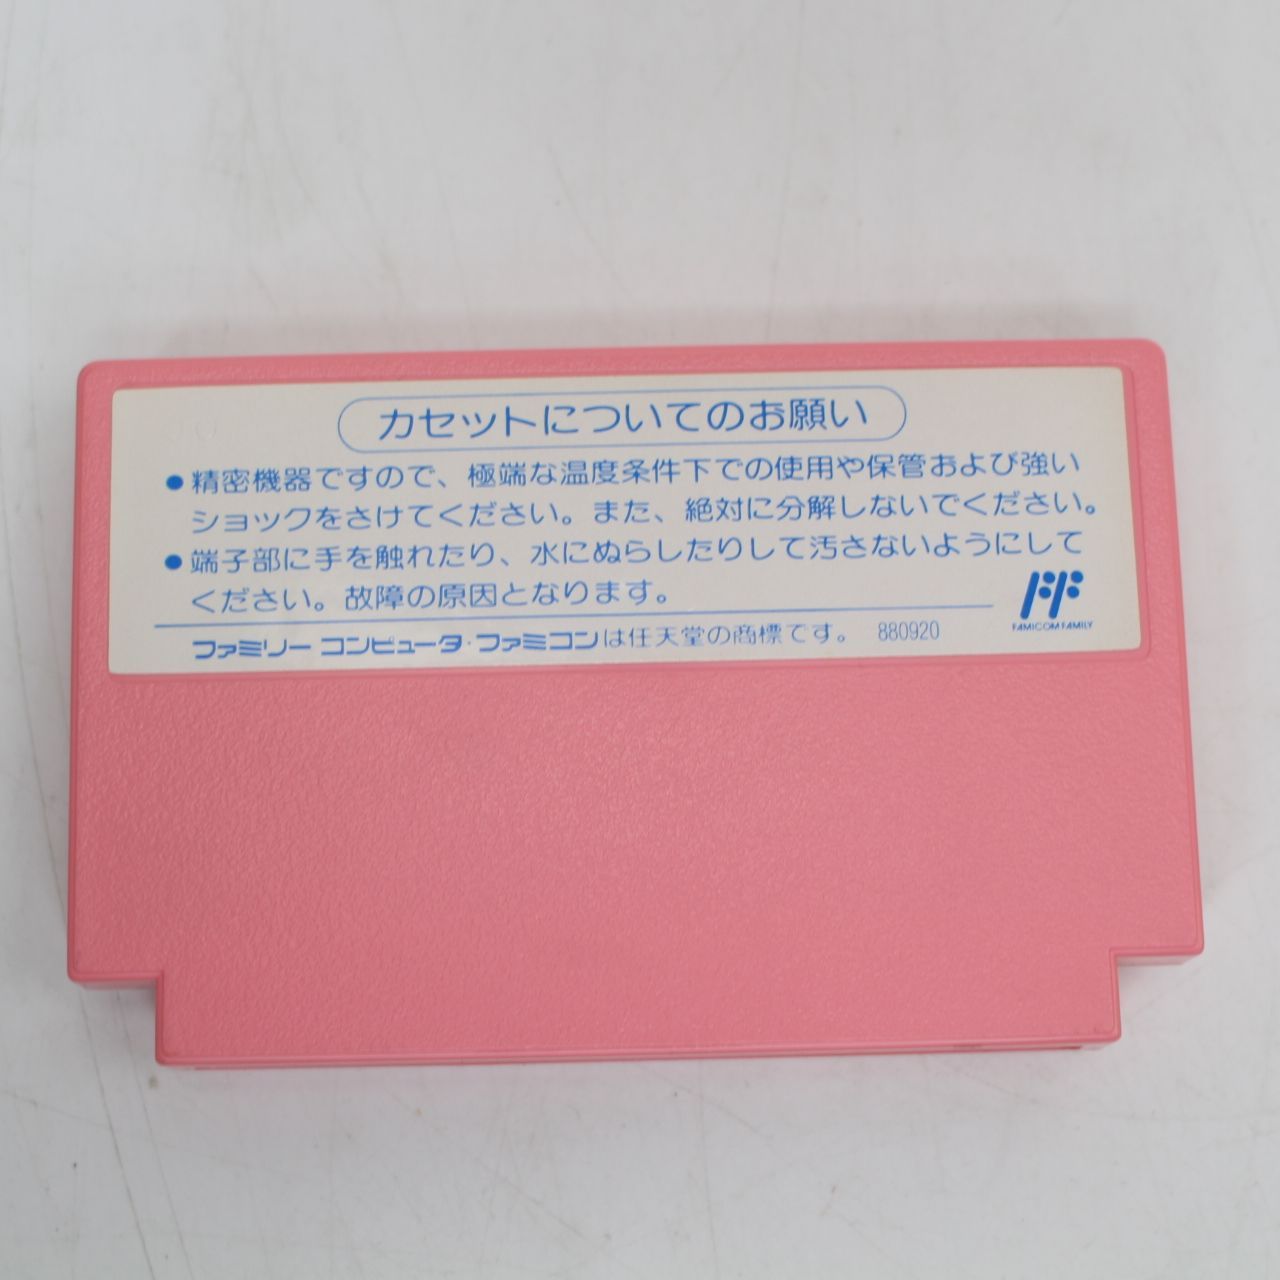 カセットについてのお願い
●精密機器ですので、極端な温度条件下での使用や保管および強い
ショックをさけてください。また、絶対に分解しないでください。
●端子部に手を触れたり、水にぬらしたりして汚さないようにして
ください。故障の原因となります。
FF
FAMICOM FAMILY
ファミリー コンピュータ・ファミコンは任天堂の商標です。 880920